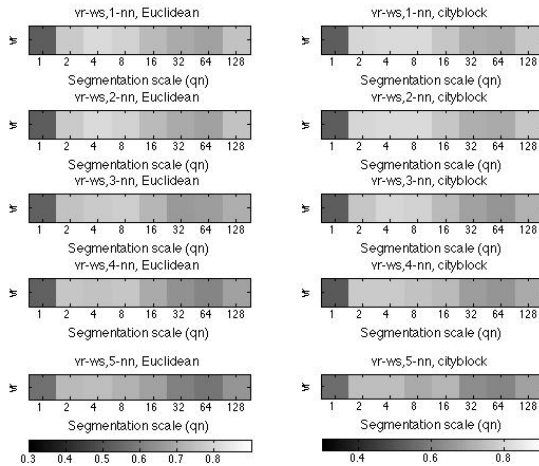 vr-ws,1-nn, Euclidean
vr
1 2 4 8 16 32 64 128
Segmentation scale (qn)
vr-ws,2-nn, Euclidean
vr
1 2 4 8 16 32 64 128
Segmentation scale (qn)
vr-ws,3-nn, Euclidean
vr
1 2 4 8 16 32 64 128
Segmentation scale (qn)
vr-ws,4-nn, Euclidean
vr
1 2 4 8 16 32 64 128
Segmentation scale (qn)
vr-ws,5-nn, Euclidean
vr
1 2 4 8 16 32 64 128
Segmentation scale (qn)
0.3 0.4 0.5 0.6 0.7 0.8
vr-ws,1-nn, cityblock
vr
1 2 4 8 16 32 64 128
Segmentation scale (qn)
vr-ws,2-nn, cityblock
vr
1 2 4 8 16 32 64 128
Segmentation scale (qn)
vr-ws,3-nn, cityblock
vr
1 2 4 8 16 32 64 128
Segmentation scale (qn)
vr-ws,4-nn, cityblock
vr
1 2 4 8 16 32 64 128
Segmentation scale (qn)
vr-ws,5-nn, cityblock
vr
1 2 4 8 16 32 64 128
Segmentation scale (qn)
0.4 0.6 0.8